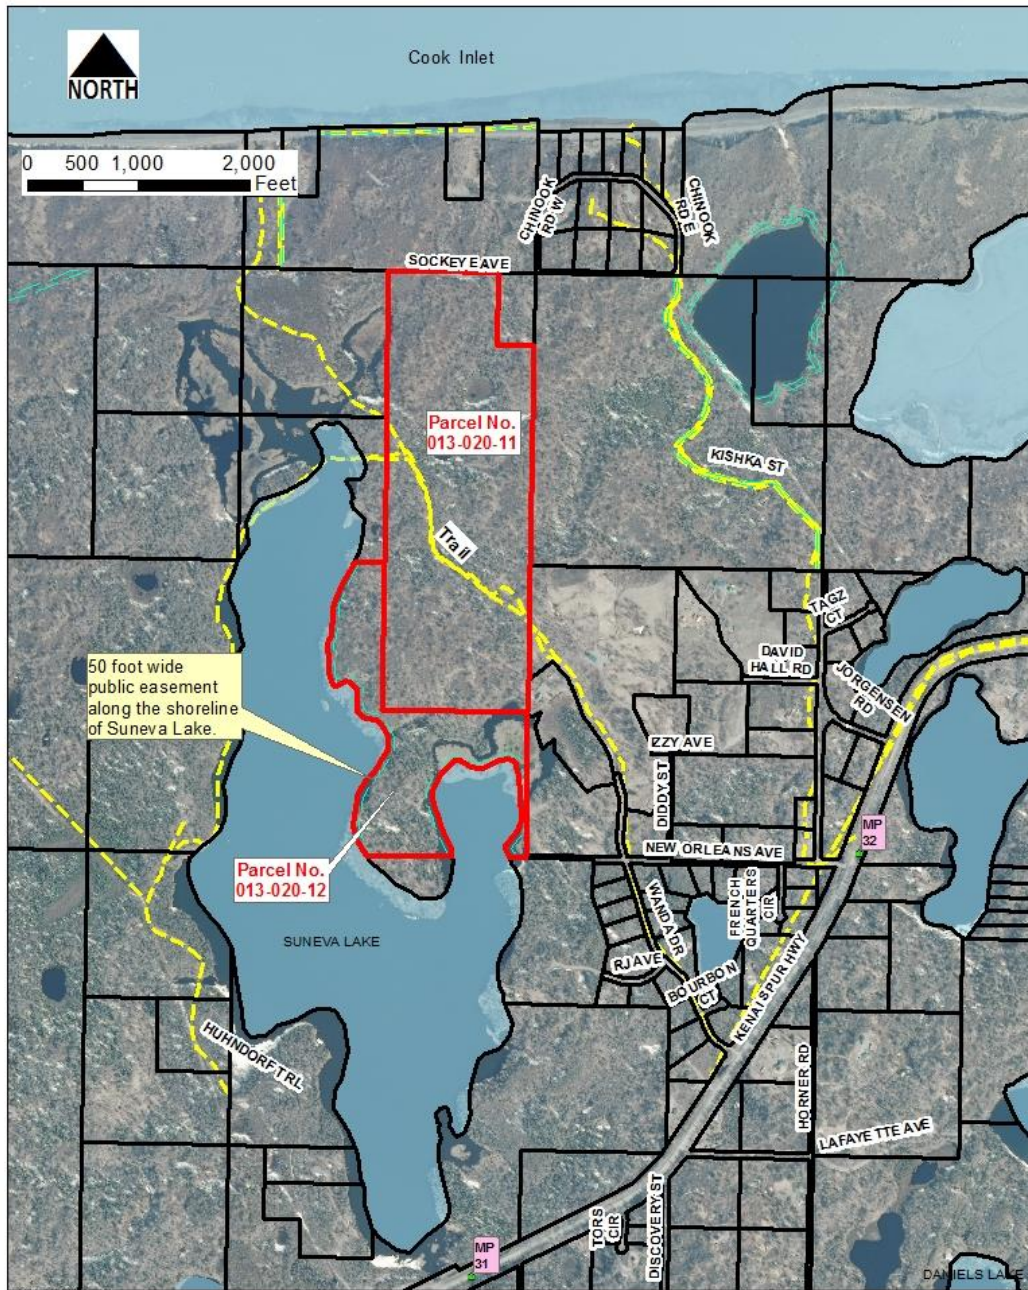 Cook Inlet
NORTH
0 500 1,000 2,000
Feet
CHINOOK
RD W
CHINOOK
RD E
SOCKEYE AVE
Parcel No.
013-020-11
KISHKA ST
Trail
TAGZ
CT
DAVID
HALL RD
JORGENSEN
RD
50 foot wide
public easement
along the shoreline
of Suneva Lake.
IZZY AVE
DIDDY ST
MP
32
NEW ORLEANS AVE
Parcel No.
013-020-12
WANDA DR
FRENCH
QUARTERS
CIR
SUNEVA LAKE
RJ AVE
BOURBON
CT
KENAI SPUR HWY
HUHNDORF TRL
HORNER RD
LAFAYETTE AVE
TORS
CIR
DISCOVERY ST
MP
31
DANIELS LAKE